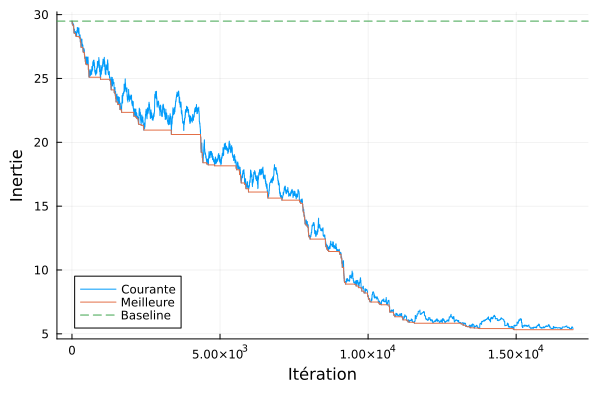 30
25
20
15
10
5
Inertie
Courante
Meilleure
Baseline
0
5.00×10³
1.00×10⁴
1.50×10⁴
Itération